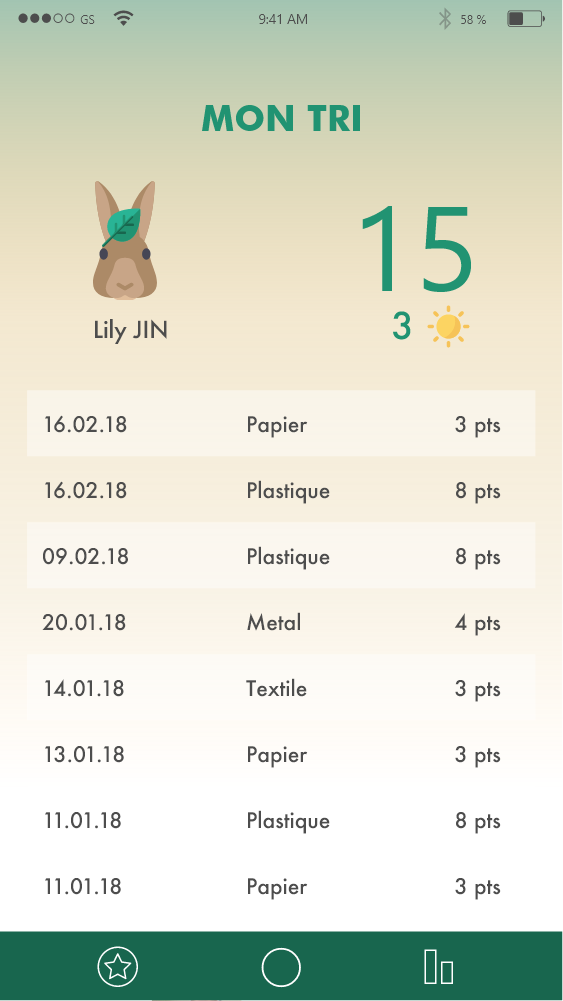 GS 9:41 AM 58 %
MON TRI
15
3
Lily JIN
16.02.18 Papier 3 pts
16.02.18 Plastique 8 pts
09.02.18 Plastique 8 pts
20.01.18 Metal 4 pts
14.01.18 Textile 3 pts
13.01.18 Papier 3 pts
11.01.18 Plastique 8 pts
11.01.18 Papier 3 pts